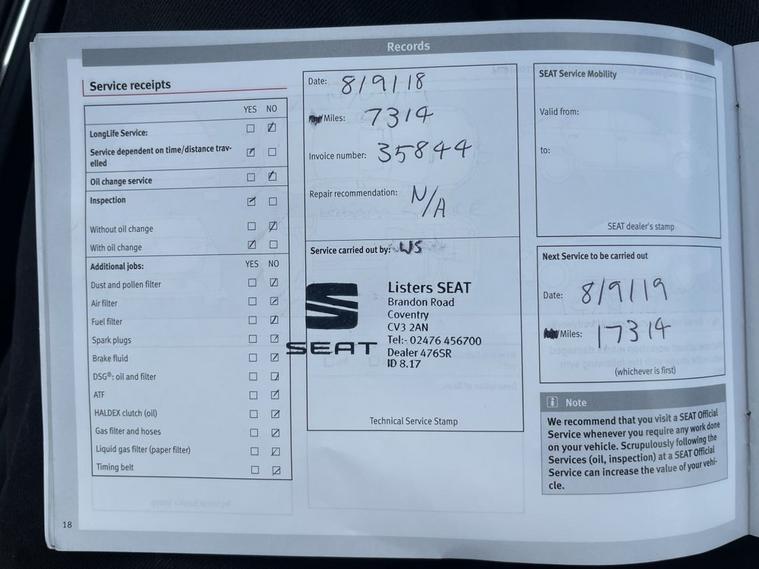 Records
Service receipts
YES NO
LongLife Service:
Service dependent on time/distance trav-
elled
Oil change service
Inspection
Without oil change
With oil change
Additional jobs: YES NO
Dust and pollen filter
Air filter
Fuel filter
Spark plugs
Brake fluid
DSG®: oil and filter
ATF
HALDEX clutch (oil)
Gas filter and hoses
Liquid gas filter (paper filter)
Timing belt
18
Date: 8/9/18
Miles: 7314
Invoice number: 35844
Repair recommendation: N/A
Service carried out by:
SEAT
Listers SEAT
Brandon Road
Coventry
CV3 2AN
Tel:- 02476 456700
Dealer 476SR
ID 8.17
Technical Service Stamp
SEAT Service Mobility
Valid from:
to:
SEAT dealer's stamp
Next Service to be carried out
Date: 8/9/19
Miles: 17314
(whichever is first)
Note
We recommend that you visit a SEAT Official
Service whenever you require any work done
on your vehicle. Scrupulously following the
Services (oil, inspection) at a SEAT Official
Service can increase the value of your vehi-
cle.